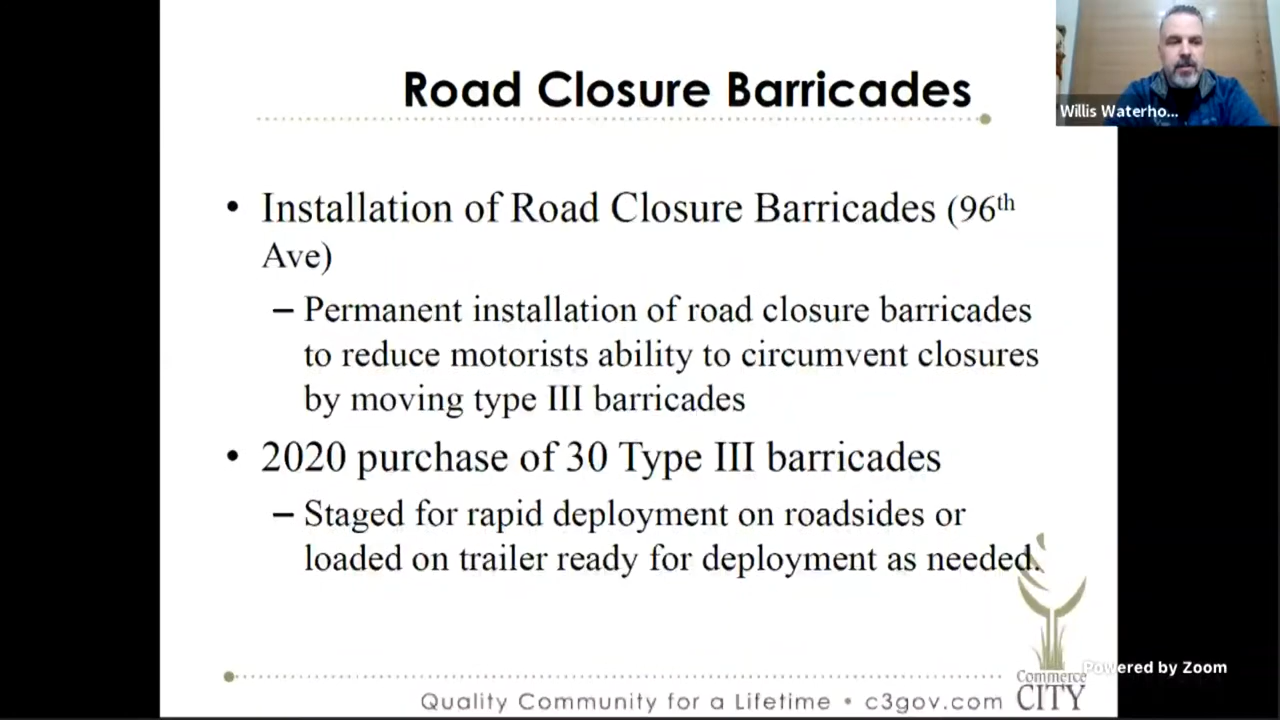 Road Closure Barricades
Willis Waterho...
• Installation of Road Closure Barricades (96th
Ave)
– Permanent installation of road closure barricades
to reduce motorists ability to circumvent closures
by moving type III barricades
• 2020 purchase of 30 Type III barricades
– Staged for rapid deployment on roadsides or
loaded on trailer ready for deployment as needed.
Powered by Zoom
Commerce
CITY
Quality Community for a Lifetime • c3gov.com